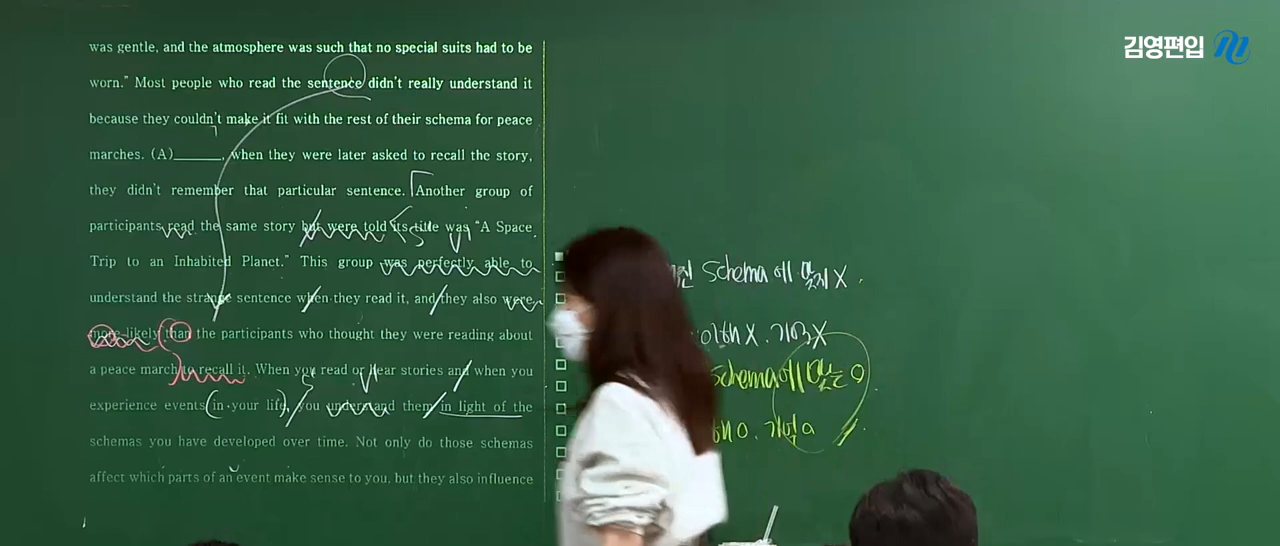 김영편입
was gentle, and the atmosphere was such that no special suits had to be
worn." Most people who read the sentence didn't really understand it
because they couldn't make it fit with the rest of their schema for peace
marches. (A)______, when they were later asked to recall the story,
they didn't remember that particular sentence. Another group of
participants read the same story but were told its title was “A Space
Trip to an Inhabited Planet.” This group was perfectly able to
understand the strange sentence when they read it, and they also were
more likely than the participants who thought they were reading about
a peace march to recall it. When you read or hear stories and when you
experience events in your life, you understand them in light of the
schemas you have developed over time. Not only do those schemas
affect which parts of an event make sense to you, but they also influence
S V
S V
Schema에 맞지 X.
이해 X. 기억 X
Schema에 맞는
O. 기억 O